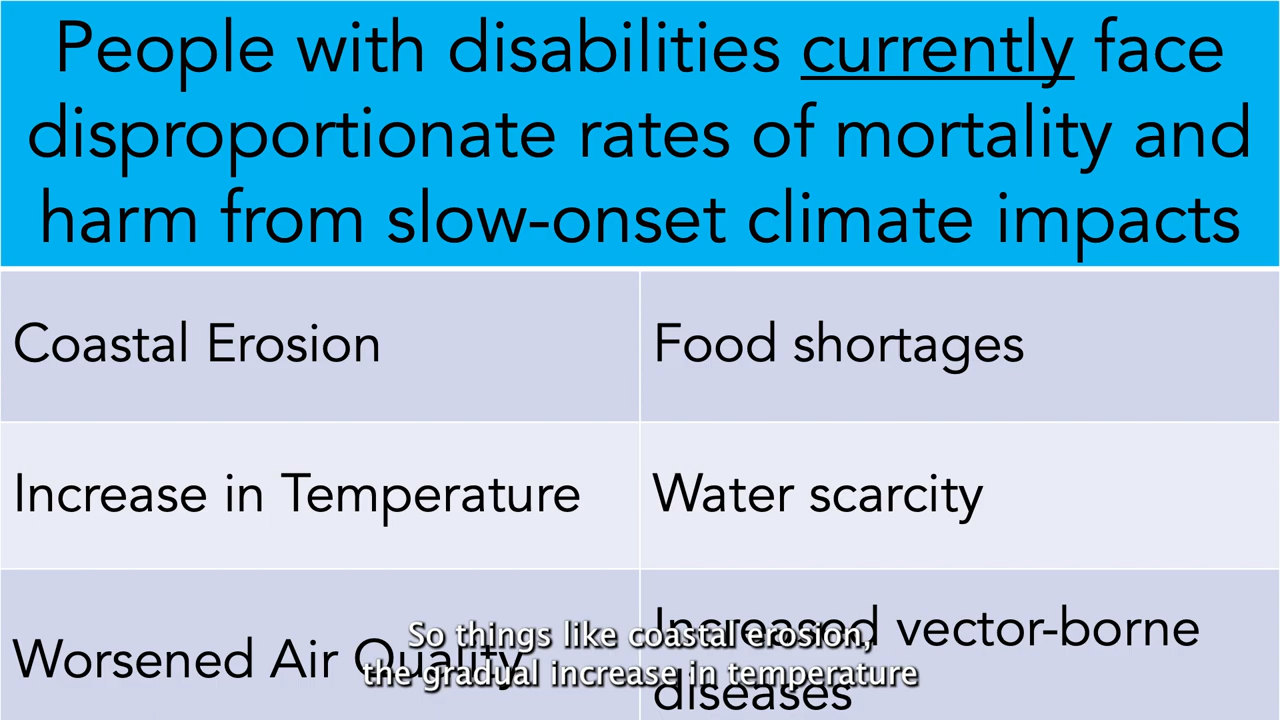 People with disabilities currently face
disproportionate rates of mortality and
harm from slow-onset climate impacts
Coastal Erosion
Food shortages
Increase in Temperature
Water scarcity
Worsened Air Quality
Increased vector-borne
diseases
So things like coastal erosion,
the gradual increase in temperature